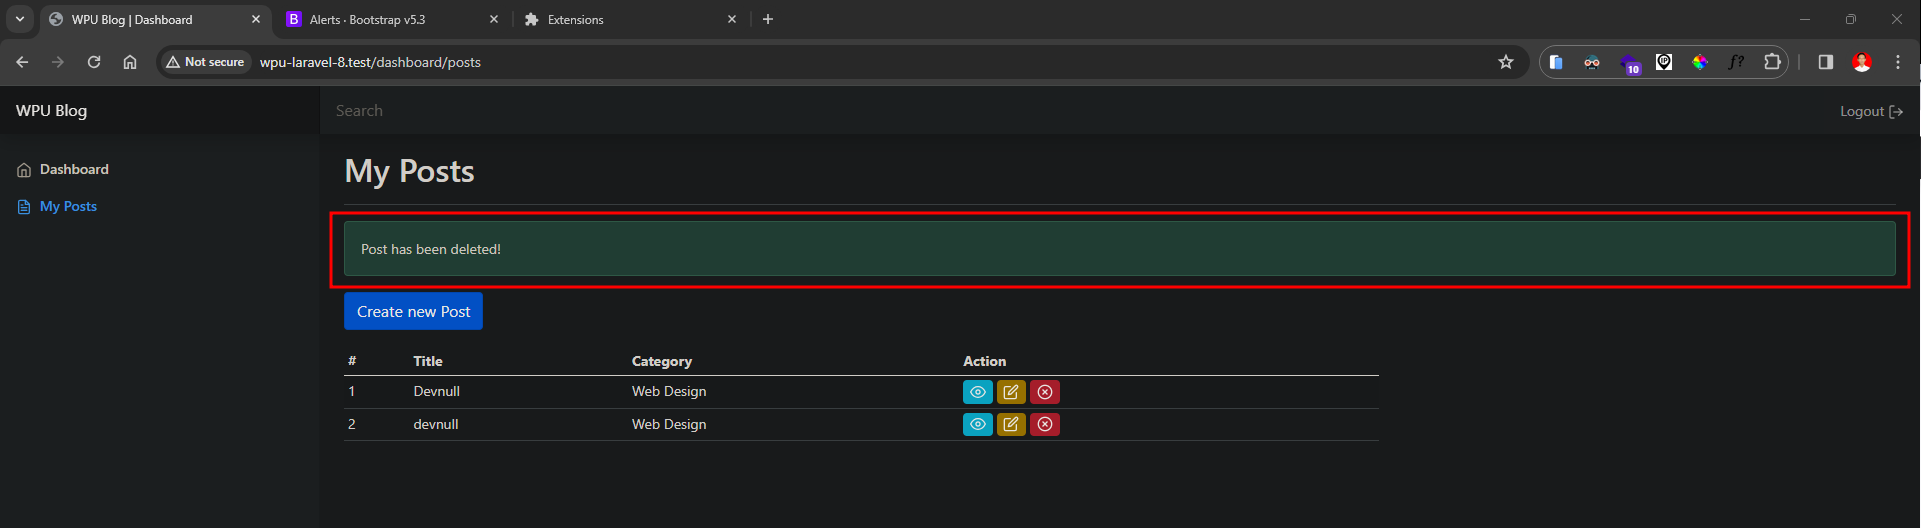 WPU Blog | Dashboard
B Alerts · Bootstrap v5.3
Extensions
Not secure wpu-laravel-8.test/dashboard/posts
10
f?
WPU Blog
Search
Logout
Dashboard
My Posts
My Posts
Post has been deleted!
Create new Post
# Title Category Action
1 Devnull Web Design
2 devnull Web Design